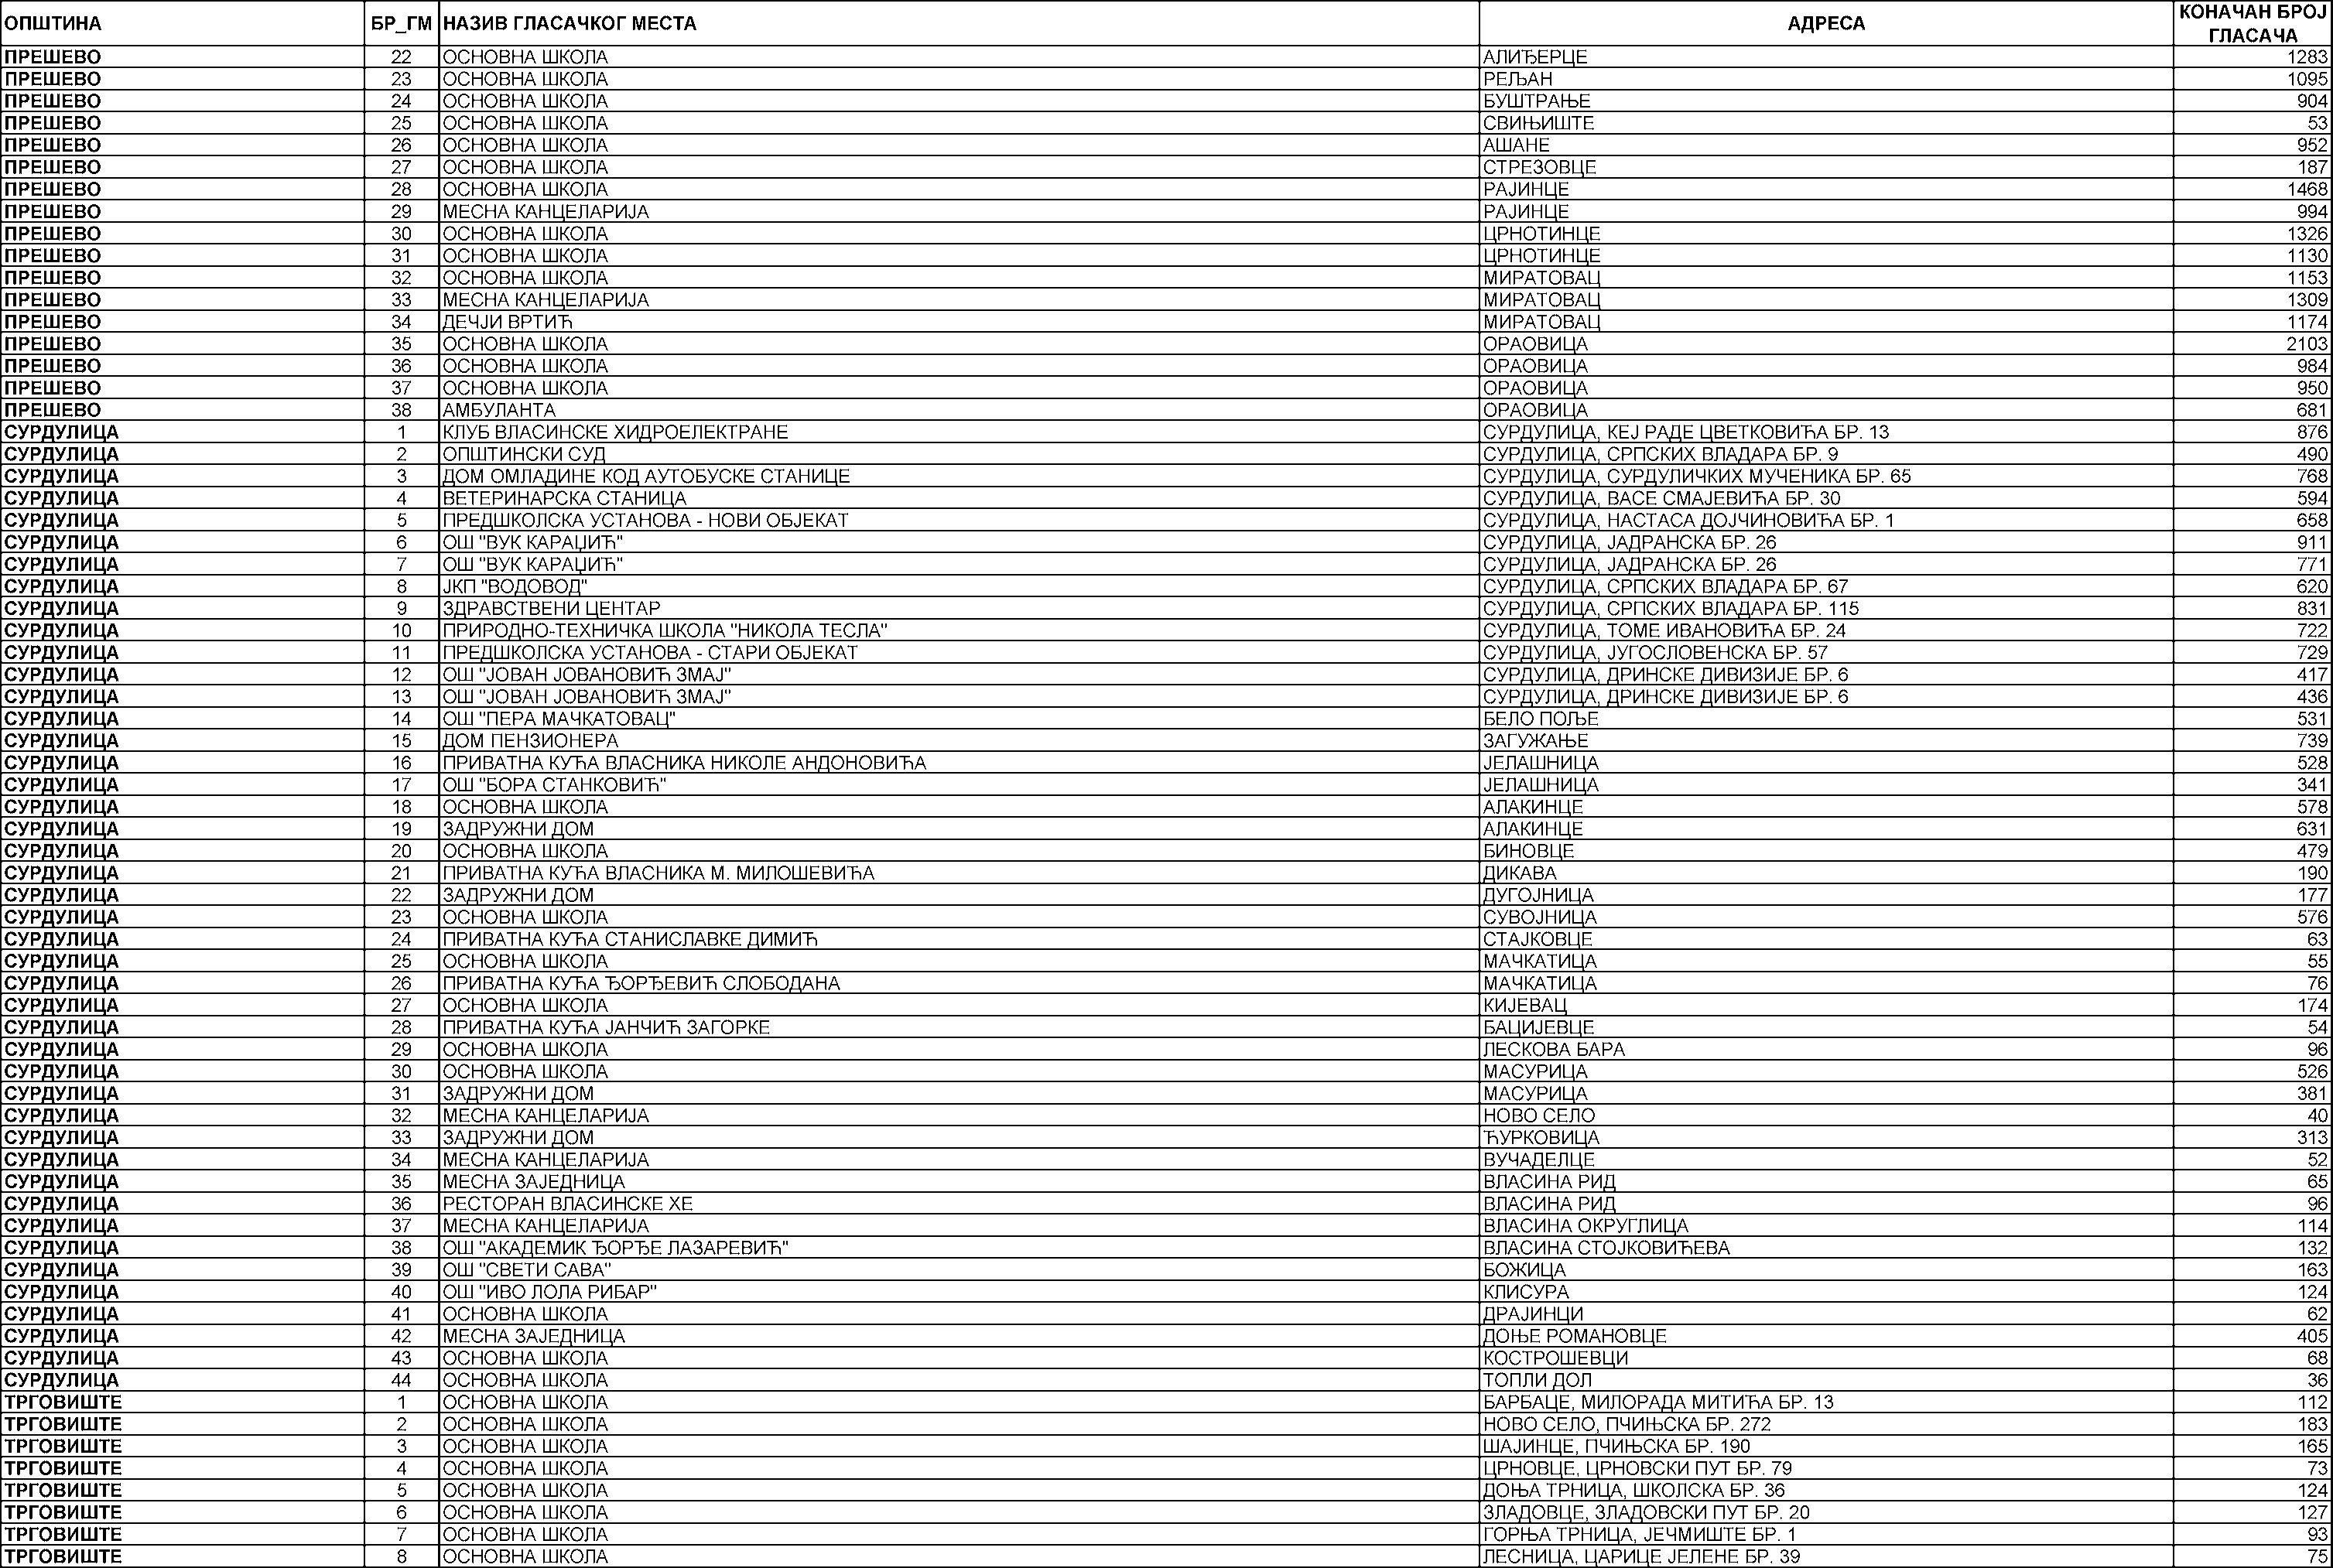 ОПШТИНА БР_ГМ НАЗИВ ГЛАСАЧКОГ МЕСТА АДРЕСА КОНАЧАН БРОЈ ГЛАСАЧА
ПРЕШЕВО 22 ОСНОВНА ШКОЛА АЛИЂЕРЦЕ 1283
ПРЕШЕВО 23 ОСНОВНА ШКОЛА РЕЉАН 1095
ПРЕШЕВО 24 ОСНОВНА ШКОЛА БУШТРАЊЕ 904
ПРЕШЕВО 25 ОСНОВНА ШКОЛА СВИЊИШТЕ 53
ПРЕШЕВО 26 ОСНОВНА ШКОЛА АШАНЕ 952
ПРЕШЕВО 27 ОСНОВНА ШКОЛА СТРЕЗОВЦЕ 187
ПРЕШЕВО 28 ОСНОВНА ШКОЛА РАЈИНЦЕ 1468
ПРЕШЕВО 29 МЕСНА КАНЦЕЛАРИЈА РАЈИНЦЕ 994
ПРЕШЕВО 30 ОСНОВНА ШКОЛА ЦРНОТИНЦЕ 1326
ПРЕШЕВО 31 ОСНОВНА ШКОЛА ЦРНОТИНЦЕ 1130
ПРЕШЕВО 32 ОСНОВНА ШКОЛА МИРАТОВАЦ 1153
ПРЕШЕВО 33 МЕСНА КАНЦЕЛАРИЈА МИРАТОВАЦ 1309
ПРЕШЕВО 34 ДЕЧЈИ ВРТИЋ МИРАТОВАЦ 1174
ПРЕШЕВО 35 ОСНОВНА ШКОЛА ОРАОВИЦА 2103
ПРЕШЕВО 36 ОСНОВНА ШКОЛА ОРАОВИЦА 984
ПРЕШЕВО 37 ОСНОВНА ШКОЛА ОРАОВИЦА 950
ПРЕШЕВО 38 АМБУЛАНТА ОРАОВИЦА 681
СУРДУЛИЦА 1 КЛУБ ВЛАСИНСКЕ ХИДРОЕЛЕКТРАНЕ СУРДУЛИЦА, КЕЈ РАДЕ ЦВЕТКОВИЋА БР. 13 876
СУРДУЛИЦА 2 ОПШТИНСКИ СУД СУРДУЛИЦА, СРПСКИХ ВЛАДАРА БР. 9 490
СУРДУЛИЦА 3 ДОМ ОМЛАДИНЕ КОД АУТОБУСКЕ СТАНИЦЕ СУРДУЛИЦА, СУРДУЛИЧКИХ МУЧЕНИКА БР. 65 768
СУРДУЛИЦА 4 ВЕТЕРИНАРСКА СТАНИЦА СУРДУЛИЦА, ВАСЕ СМАЈЕВИЋА БР. 30 594
СУРДУЛИЦА 5 ПРЕДШКОЛСКА УСТАНОВА - НОВИ ОБЈЕКАТ СУРДУЛИЦА, НАСТАСА ДОЈЧИНОВИЋА БР. 1 658
СУРДУЛИЦА 6 ОШ "ВУК КАРАЏИЋ" СУРДУЛИЦА, ЈАДРАНСКА БР. 26 911
СУРДУЛИЦА 7 ОШ "ВУК КАРАЏИЋ" СУРДУЛИЦА, ЈАДРАНСКА БР. 26 771
СУРДУЛИЦА 8 ЈКП "ВОДОВОД" СУРДУЛИЦА, СРПСКИХ ВЛАДАРА БР. 67 620
СУРДУЛИЦА 9 ЗДРАВСТВЕНИ ЦЕНТАР СУРДУЛИЦА, СРПСКИХ ВЛАДАРА БР. 115 831
СУРДУЛИЦА 10 ПРИРОДНО-ТЕХНИЧКА ШКОЛА "НИКОЛА ТЕСЛА" СУРДУЛИЦА, ТОМЕ ИВАНОВИЋА БР. 24 722
СУРДУЛИЦА 11 ПРЕДШКОЛСКА УСТАНОВА - СТАРИ ОБЈЕКАТ СУРДУЛИЦА, ЈУГОСЛОВЕНСКА БР. 57 729
СУРДУЛИЦА 12 ОШ "ЈОВАН ЈОВАНОВИЋ ЗМАЈ" СУРДУЛИЦА, ДРИНСКЕ ДИВИЗИЈЕ БР. 6 417
СУРДУЛИЦА 13 ОШ "ЈОВАН ЈОВАНОВИЋ ЗМАЈ" СУРДУЛИЦА, ДРИНСКЕ ДИВИЗИЈЕ БР. 6 436
СУРДУЛИЦА 14 ОШ "ПЕРА МАЧКАТОВАЦ" БЕЛО ПОЉЕ 531
СУРДУЛИЦА 15 ДОМ ПЕНЗИОНЕРА ЗАГУЖАЊЕ 739
СУРДУЛИЦА 16 ПРИВАТНА КУЋА ВЛАСНИКА НИКОЛЕ АНДОНОВИЋА ЈЕЛАШНИЦА 528
СУРДУЛИЦА 17 ОШ "БОРА СТАНКОВИЋ" ЈЕЛАШНИЦА 341
СУРДУЛИЦА 18 ОСНОВНА ШКОЛА АЛАКИНЦЕ 578
СУРДУЛИЦА 19 ЗАДРУЖНИ ДОМ АЛАКИНЦЕ 631
СУРДУЛИЦА 20 ОСНОВНА ШКОЛА БИНОВЦЕ 479
СУРДУЛИЦА 21 ПРИВАТНА КУЋА ВЛАСНИКА М. МИЛОШЕВИЋА ДИКАВА 190
СУРДУЛИЦА 22 ЗАДРУЖНИ ДОМ ДУГОЈНИЦА 177
СУРДУЛИЦА 23 ОСНОВНА ШКОЛА СУВОЈНИЦА 576
СУРДУЛИЦА 24 ПРИВАТНА КУЋА СТАНИСЛАВКЕ ДИМИЋ СТАЈКОВЦЕ 63
СУРДУЛИЦА 25 ОСНОВНА ШКОЛА МАЧКАТИЦА 55
СУРДУЛИЦА 26 ПРИВАТНА КУЋА ЂОРЂЕВИЋ СЛОБОДАНА МАЧКАТИЦА 76
СУРДУЛИЦА 27 ОСНОВНА ШКОЛА КИЈЕВАЦ 174
СУРДУЛИЦА 28 ПРИВАТНА КУЋА ЈАНЧИЋ ЗАГОРКЕ БАЦИЈЕВЦЕ 54
СУРДУЛИЦА 29 ОСНОВНА ШКОЛА ЛЕСКОВА БАРА 96
СУРДУЛИЦА 30 ОСНОВНА ШКОЛА МАСУРИЦА 526
СУРДУЛИЦА 31 ЗАДРУЖНИ ДОМ МАСУРИЦА 381
СУРДУЛИЦА 32 МЕСНА КАНЦЕЛАРИЈА НОВО СЕЛО 40
СУРДУЛИЦА 33 ЗАДРУЖНИ ДОМ ЋУРКОВИЦА 313
СУРДУЛИЦА 34 МЕСНА КАНЦЕЛАРИЈА ВУЧАДЕЛЦЕ 52
СУРДУЛИЦА 35 МЕСНА ЗАЈЕДНИЦА ВЛАСИНА РИД 65
СУРДУЛИЦА 36 РЕСТОРАН ВЛАСИНСКЕ ХЕ ВЛАСИНА РИД 96
СУРДУЛИЦА 37 МЕСНА КАНЦЕЛАРИЈА ВЛАСИНА ОКРУГЛИЦА 114
СУРДУЛИЦА 38 ОШ "АКАДЕМИК ЂОРЂЕ ЛАЗАРЕВИЋ" ВЛАСИНА СТОЈКОВИЋЕВА 132
СУРДУЛИЦА 39 ОШ "СВЕТИ САВА" БОЖИЦА 163
СУРДУЛИЦА 40 ОШ "ИВО ЛОЛА РИБАР" КЛИСУРА 124
СУРДУЛИЦА 41 ОСНОВНА ШКОЛА ДРАЈИНЦИ 62
СУРДУЛИЦА 42 МЕСНА ЗАЈЕДНИЦА ДОЊЕ РОМАНОВЦЕ 405
СУРДУЛИЦА 43 ОСНОВНА ШКОЛА КОСТРОШЕВЦИ 68
СУРДУЛИЦА 44 ОСНОВНА ШКОЛА ТОПЛИ ДОЛ 36
ТРГОВИШТЕ 1 ОСНОВНА ШКОЛА БАРБАЦЕ, МИЛОРАДА МИТИЋА БР. 13 112
ТРГОВИШТЕ 2 ОСНОВНА ШКОЛА НОВО СЕЛО, ПЧИЊСКА БР. 272 183
ТРГОВИШТЕ 3 ОСНОВНА ШКОЛА ШАЈИНЦЕ, ПЧИЊСКА БР. 190 165
ТРГОВИШТЕ 4 ОСНОВНА ШКОЛА ЦРНОВЦЕ, ЦРНОВСКИ ПУТ БР. 79 73
ТРГОВИШТЕ 5 ОСНОВНА ШКОЛА ДОЊА ТРНИЦА, ШКОЛСКА БР. 36 124
ТРГОВИШТЕ 6 ОСНОВНА ШКОЛА ЗЛАДОВЦЕ, ЗЛАДОВСКИ ПУТ БР. 20 127
ТРГОВИШТЕ 7 ОСНОВНА ШКОЛА ГОРЊА ТРНИЦА, ЈЕЧМИШТЕ БР. 1 93
ТРГОВИШТЕ 8 ОСНОВНА ШКОЛА ЛЕСНИЦА, ЦАРИЦЕ ЈЕЛЕНЕ БР. 39 75